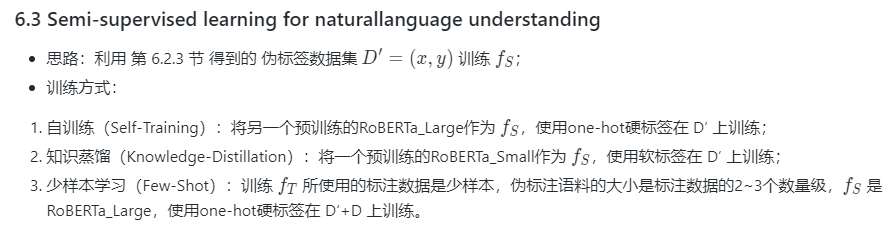 6.3 Semi-supervised learning for naturallanguage understanding
• 思路：利用 第 6.2.3 节 得到的 伪标签数据集 D′ = (x, y) 训练 f_S；
• 训练方式：
1. 自训练（Self-Training）：将另一个预训练的RoBERTa_Large作为 f_S，使用one-hot硬标签在 D′ 上训练；
2. 知识蒸馏（Knowledge-Distillation）：将一个预训练的RoBERTa_Small作为 f_S，使用软标签在 D′ 上训练；
3. 少样本学习（Few-Shot）：训练 f_T 所使用的标注数据是少样本，伪标注语料的大小是标注数据的2~3个数量级，f_S 是
RoBERTa_Large，使用one-hot硬标签在 D′+D 上训练。